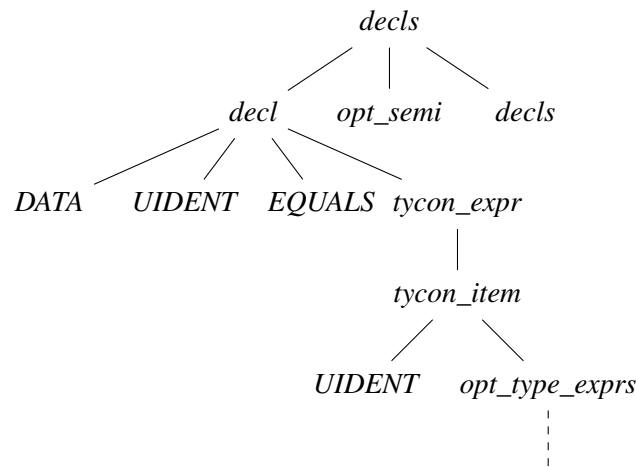 decls
decl opt_semi decls
DATA UIDENT EQUALS tycon_expr
tycon_item
UIDENT opt_type_exprs